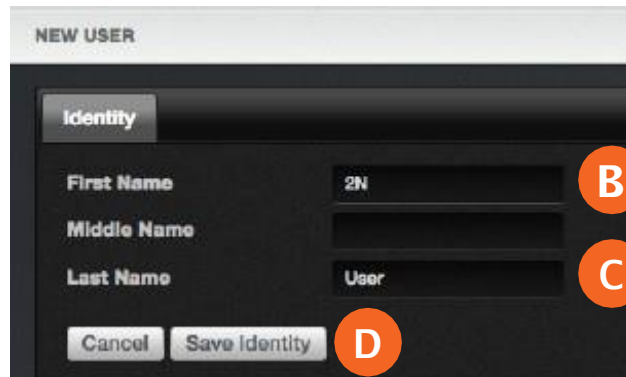 NEW USER
Identity
First Name 2N B
Middle Name
Last Name User C
Cancel Save Identity D